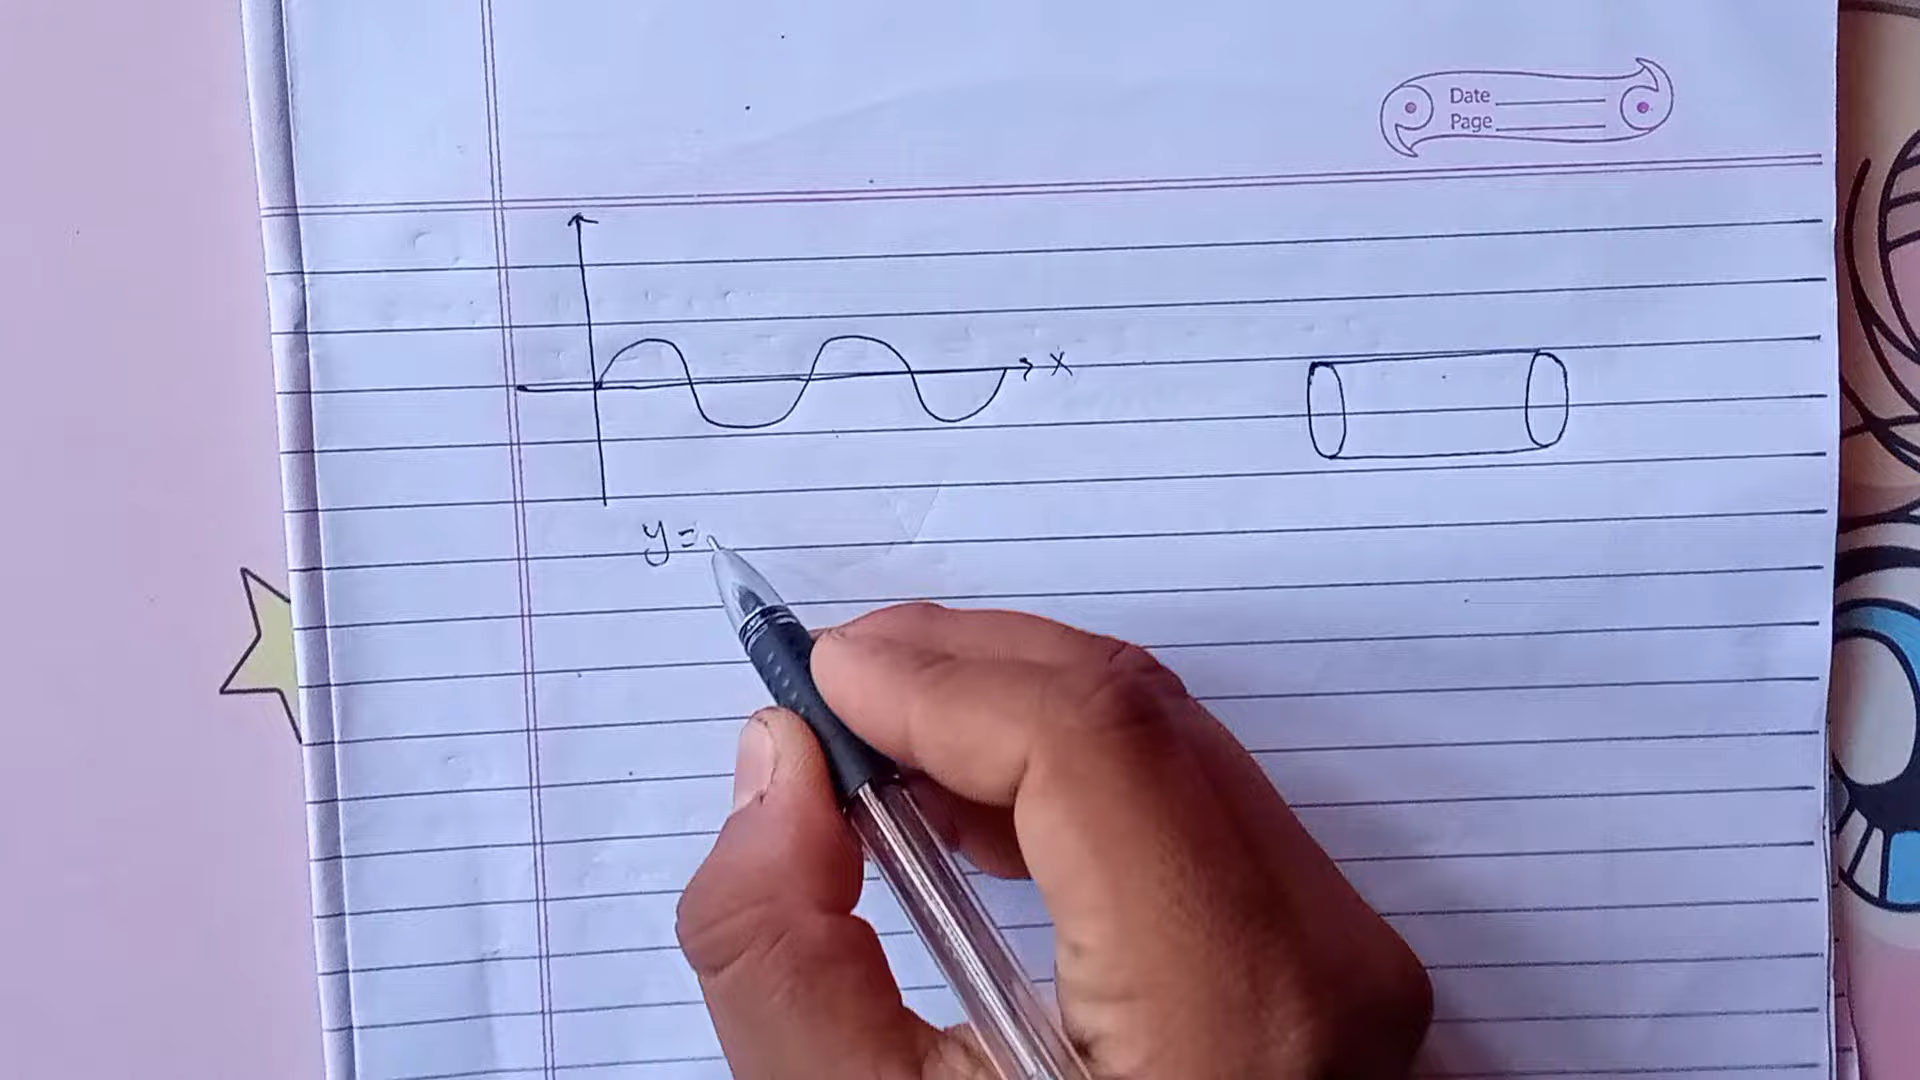 Date
Page
X
y =